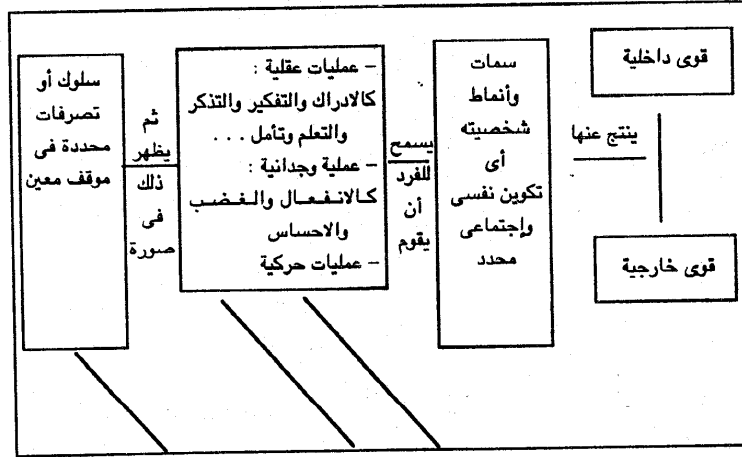 قوى داخلية
قوى خارجية
ينتج عنها
سمات
وأنماط
شخصيته
أى
تكوين نفسى
وإجتماعى
محدد
يسمح
للفرد
أن
يقوم
– عمليات عقلية :
كالادراك والتفكير والتذكر
والتعلم وتأمل . . .
– عملية وجدانية :
كالانفعال والغضب
والاحساس
– عمليات حركية
ثم
يظهر
ذلك
فى
صورة
سلوك أو
تصرفات
محددة فى
موقف معين